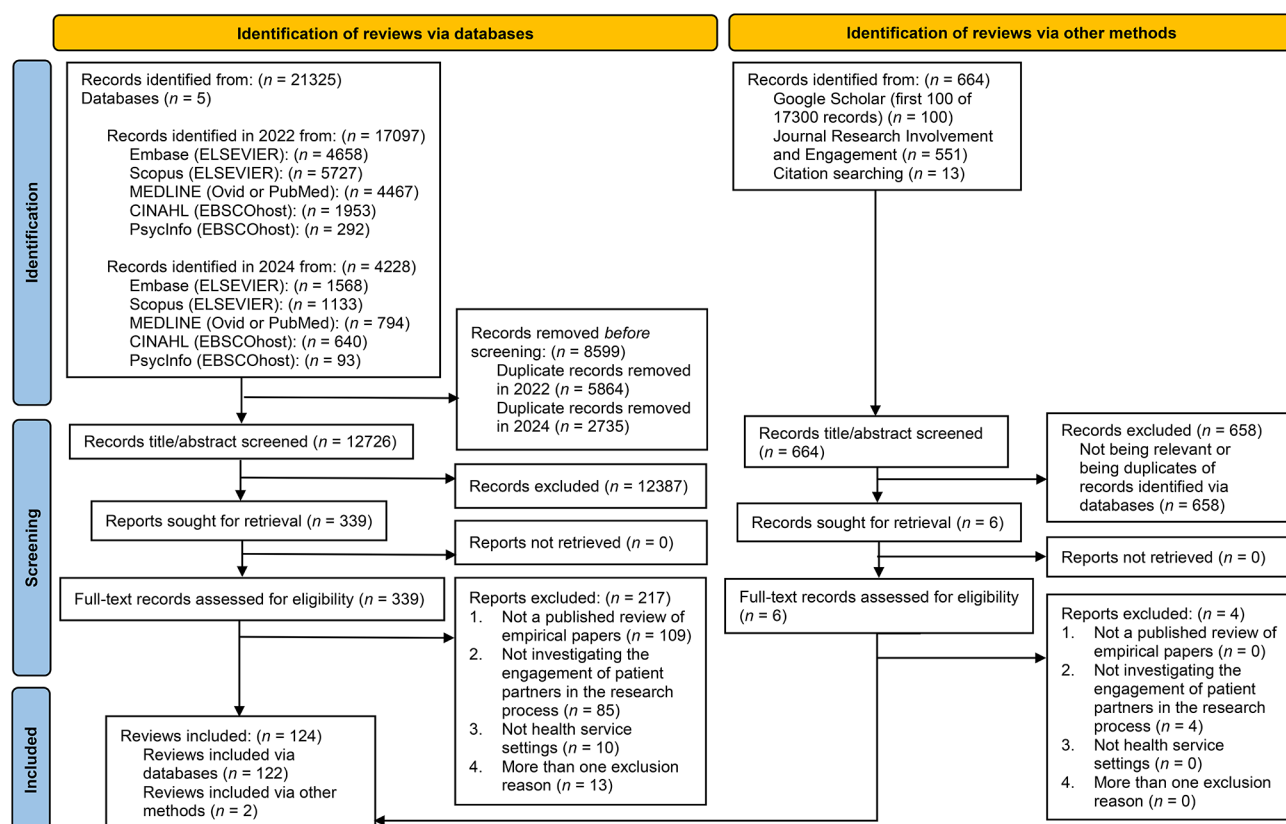 Identification of reviews via databases
Identification of reviews via other methods
Identification
Records identified from: (n = 21325)
Databases (n = 5)
Records identified in 2022 from: (n = 17097)
Embase (ELSEVIER): (n = 4658)
Scopus (ELSEVIER): (n = 5727)
MEDLINE (Ovid or PubMed): (n = 4467)
CINAHL (EBSCOhost): (n = 1953)
PsycInfo (EBSCOhost): (n = 292)
Records identified in 2024 from: (n = 4228)
Embase (ELSEVIER): (n = 1568)
Scopus (ELSEVIER): (n = 1133)
MEDLINE (Ovid or PubMed): (n = 794)
CINAHL (EBSCOhost): (n = 640)
PsycInfo (EBSCOhost): (n = 93)
Records removed before
screening: (n = 8599)
Duplicate records removed
in 2022 (n = 5864)
Duplicate records removed
in 2024 (n = 2735)
Records identified from: (n = 664)
Google Scholar (first 100 of
17300 records) (n = 100)
Journal Research Involvement
and Engagement (n = 551)
Citation searching (n = 13)
Screening
Records title/abstract screened (n = 12726)
Records excluded (n = 12387)
Reports sought for retrieval (n = 339)
Reports not retrieved (n = 0)
Full-text records assessed for eligibility (n = 339)
Reports excluded: (n = 217)
1. Not a published review of
empirical papers (n = 109)
2. Not investigating the
engagement of patient
partners in the research
process (n = 85)
3. Not health service
settings (n = 10)
4. More than one exclusion
reason (n = 13)
Records title/abstract screened
(n = 664)
Records excluded (n = 658)
Not being relevant or
being duplicates of
records identified via
databases (n = 658)
Records sought for retrieval (n = 6)
Reports not retrieved (n = 0)
Full-text records assessed for eligibility
(n = 6)
Reports excluded: (n = 4)
1. Not a published review of
empirical papers (n = 0)
2. Not investigating the
engagement of patient
partners in the research
process (n = 4)
3. Not health service
settings (n = 0)
4. More than one exclusion
reason (n = 0)
Included
Reviews included: (n = 124)
Reviews included via
databases (n = 122)
Reviews included via other
methods (n = 2)